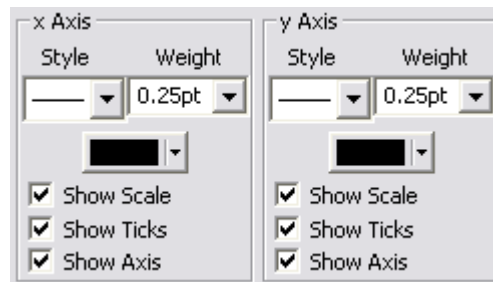 x Axis
Style Weight
0.25pt
Show Scale
Show Ticks
Show Axis
y Axis
Style Weight
0.25pt
Show Scale
Show Ticks
Show Axis